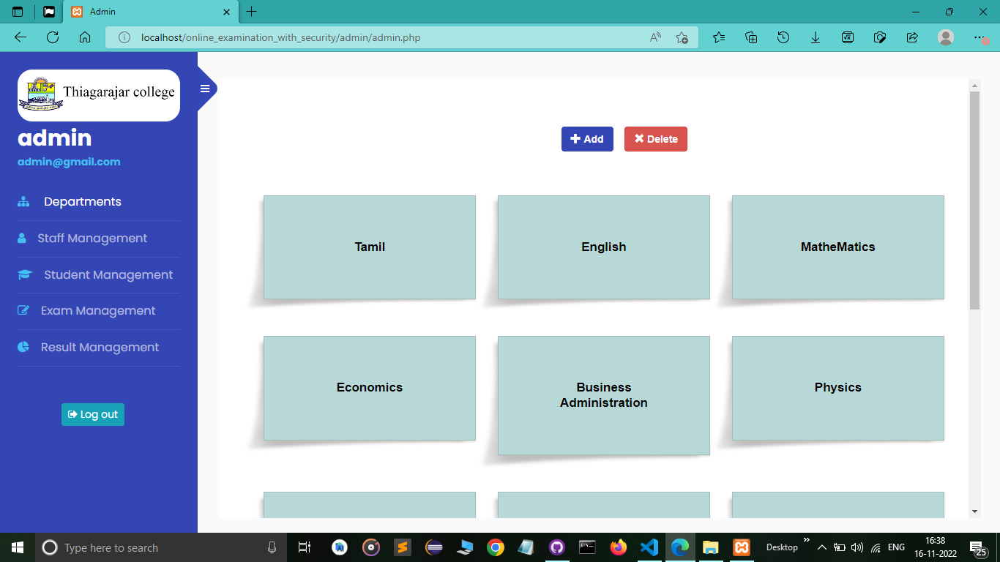 Admin
localhost/online_examination_with_security/admin/admin.php
Thiagarajar college
admin
admin@gmail.com
Departments
Staff Management
Student Management
Exam Management
Result Management
Log out
Add
Delete
Tamil
English
MatheMatics
Economics
Business
Administration
Physics
Type here to search
Desktop
ENG
16:38
16-11-2022
25